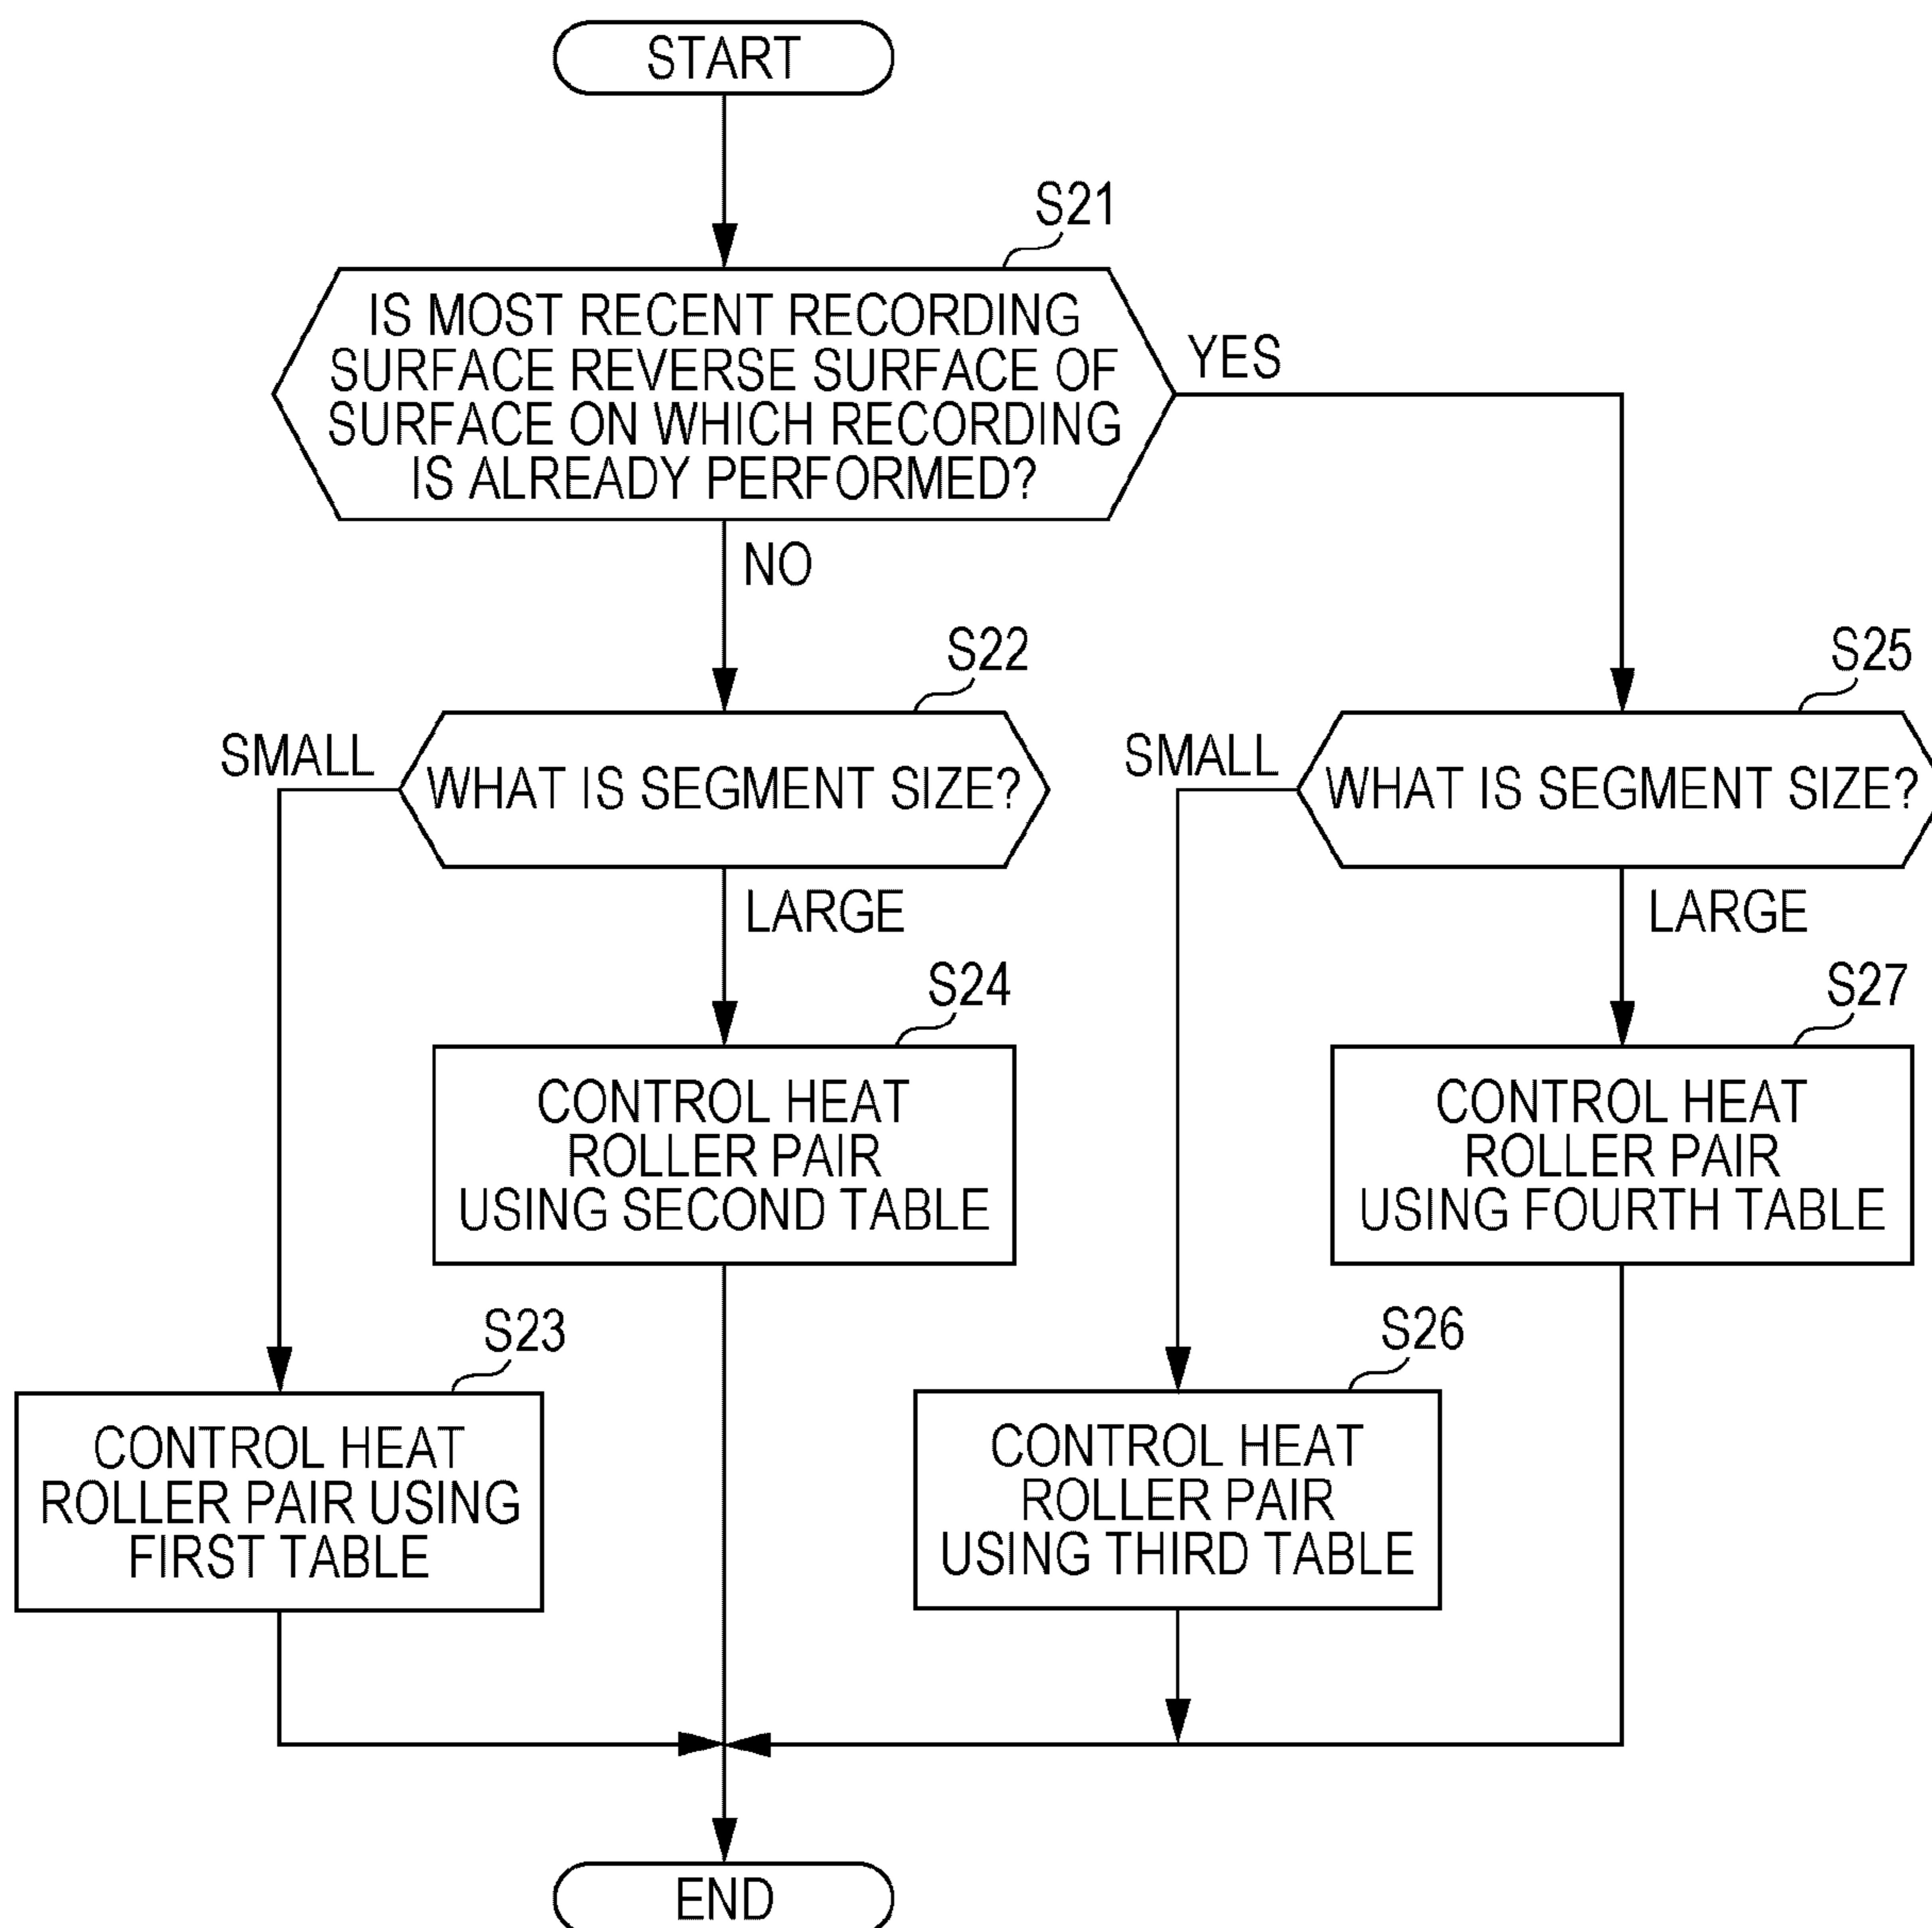 START
S21
IS MOST RECENT RECORDING
SURFACE REVERSE SURFACE OF
SURFACE ON WHICH RECORDING
IS ALREADY PERFORMED?
YES
NO
S22
S25
SMALL
WHAT IS SEGMENT SIZE?
SMALL
WHAT IS SEGMENT SIZE?
LARGE
LARGE
S24
S27
CONTROL HEAT
ROLLER PAIR
USING SECOND TABLE
CONTROL HEAT
ROLLER PAIR
USING FOURTH TABLE
S23
S26
CONTROL HEAT
ROLLER PAIR USING
FIRST TABLE
CONTROL HEAT
ROLLER PAIR
USING THIRD TABLE
END